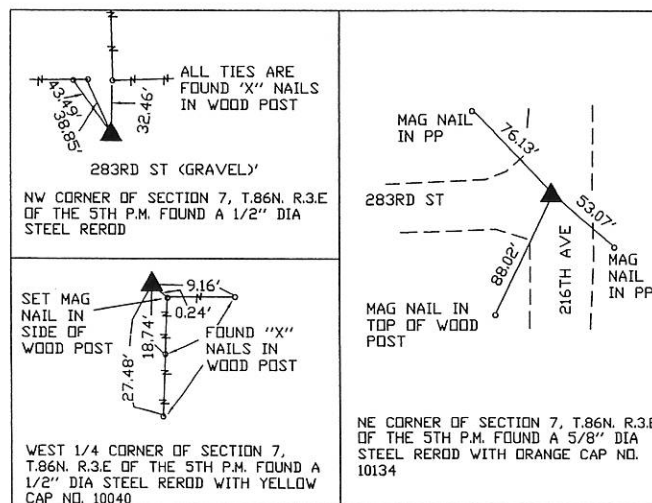 ALL TIES ARE
FOUND "X" NAILS
IN WOOD POST
43.49'
38.85'
32.46'
283RD ST (GRAVEL)'
NW CORNER OF SECTION 7, T.86N. R.3.E
OF THE 5TH P.M. FOUND A 1/2" DIA
STEEL REROD
SET MAG
NAIL IN
SIDE OF
WOOD POST
9.16'
0.24'
18.74'
27.48'
FOUND "X"
NAILS IN
WOOD POST
WEST 1/4 CORNER OF SECTION 7,
T.86N. R.3.E OF THE 5TH P.M. FOUND A
1/2" DIA STEEL REROD WITH YELLOW
CAP NO. 10040
MAG NAIL
IN PP
76.13'
283RD ST
53.07'
88.02'
216TH AVE
MAG
NAIL
IN PP
MAG NAIL IN
TOP OF WOOD
POST
NE CORNER OF SECTION 7, T.86N. R.3.E
OF THE 5TH P.M. FOUND A 5/8" DIA
STEEL REROD WITH ORANGE CAP NO.
10134